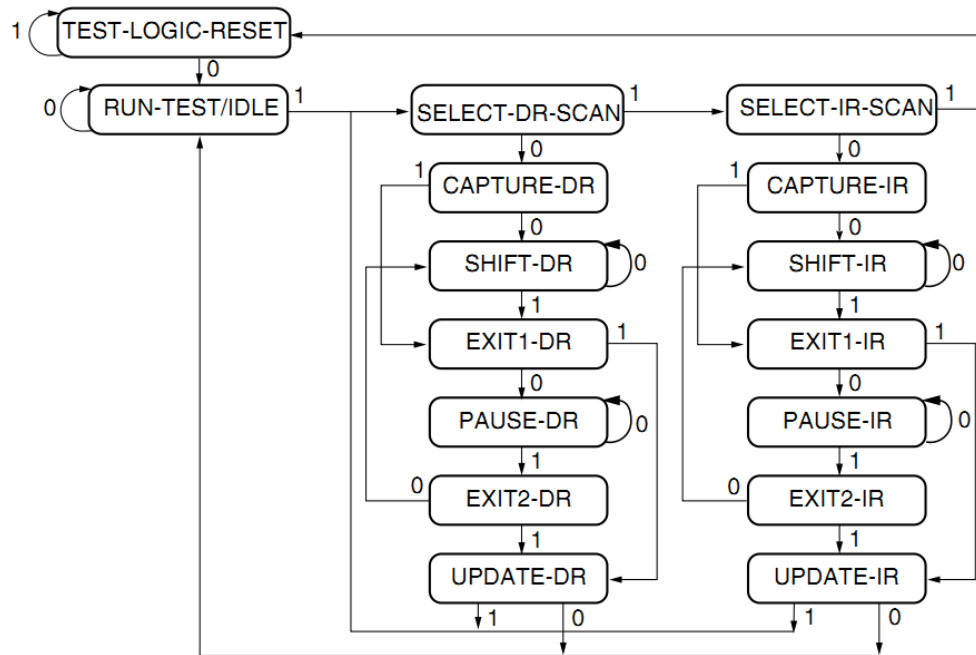 1
TEST-LOGIC-RESET
0
0
RUN-TEST/IDLE
1
SELECT-DR-SCAN
1
SELECT-IR-SCAN
1
0
0
1
CAPTURE-DR
1
CAPTURE-IR
0
0
SHIFT-DR
0
SHIFT-IR
0
1
1
EXIT1-DR
1
EXIT1-IR
1
0
0
PAUSE-DR
0
PAUSE-IR
0
1
1
0
EXIT2-DR
0
EXIT2-IR
1
1
UPDATE-DR
UPDATE-IR
1
0
1
0